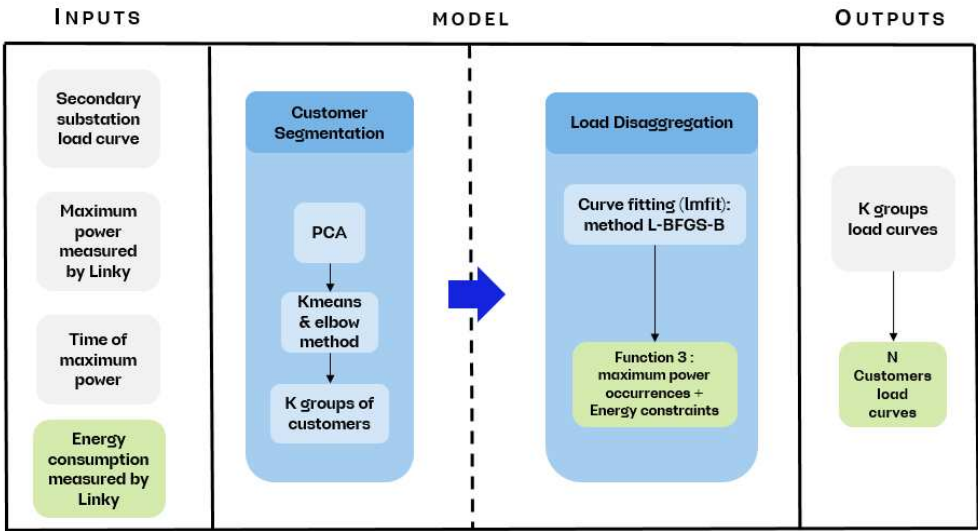 INPUTS
MODEL
OUTPUTS
Secondary
substation
load curve
Maximum
power
measured
by Linky
Time of
maximum
power
Energy
consumption
measured by
Linky
Customer
Segmentation
PCA
Kmeans
& elbow
method
K groups of
customers
Load Disaggregation
Curve fitting (lmfit):
method L-BFGS-B
Function 3 :
maximum power
occurrences +
Energy constraints
K groups
load curves
N
Customers
load
curves